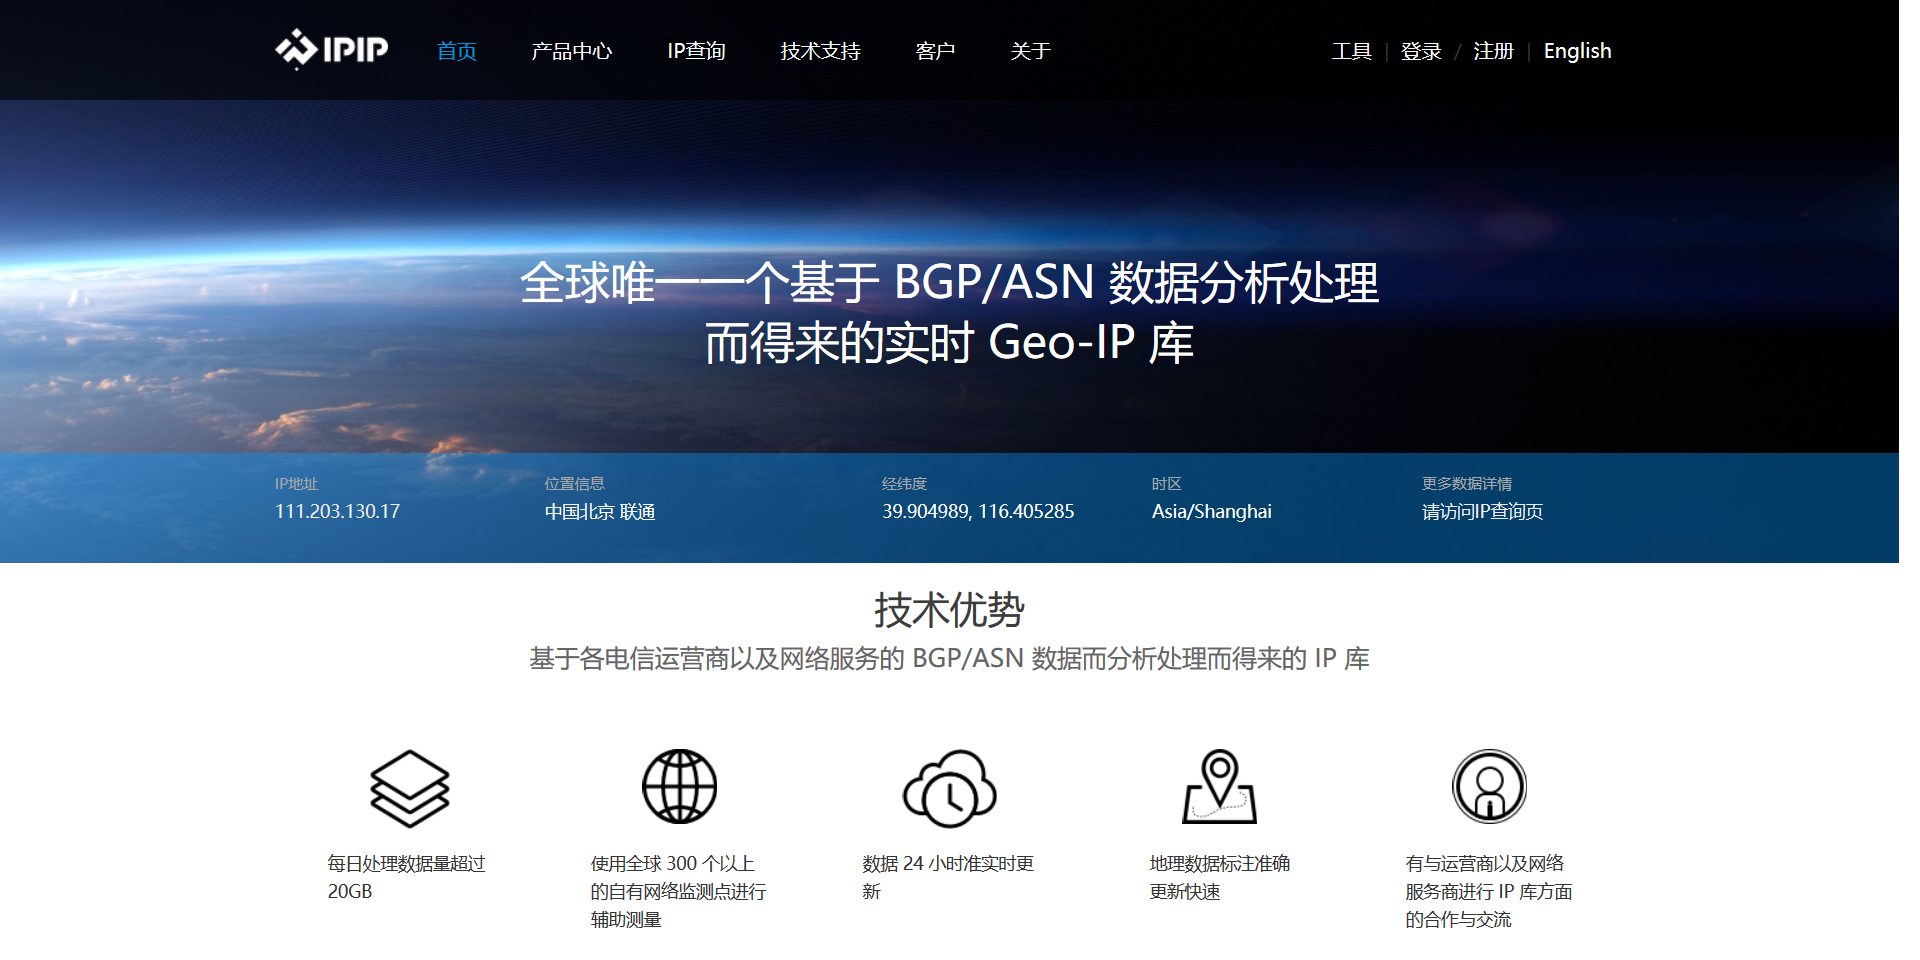 IPIP 首页 产品中心 IP查询 技术支持 客户 关于 工具 | 登录 / 注册 | English
全球唯一一个基于 BGP/ASN 数据分析处理
而得来的实时 Geo-IP 库
IP地址 位置信息 经纬度 时区 更多数据详情
111.203.130.17 中国北京 联通 39.904989, 116.405285 Asia/Shanghai 请访问IP查询页
技术优势
基于各电信运营商以及网络服务的 BGP/ASN 数据而分析处理而得来的 IP 库
每日处理数据量超过
20GB
使用全球 300 个以上
的自有网络监测点进行
辅助测量
数据 24 小时准实时更
新
地理数据标注准确
更新快速
有与运营商以及网络
服务商进行 IP 库方面
的合作与交流